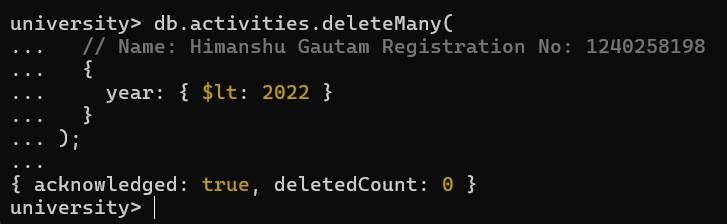 university> db.activities.deleteMany(
...   // Name: Himanshu Gautam Registration No: 1240258198
...   {
...     year: { $lt: 2022 }
...   }
... );
...
{ acknowledged: true, deletedCount: 0 }
university>